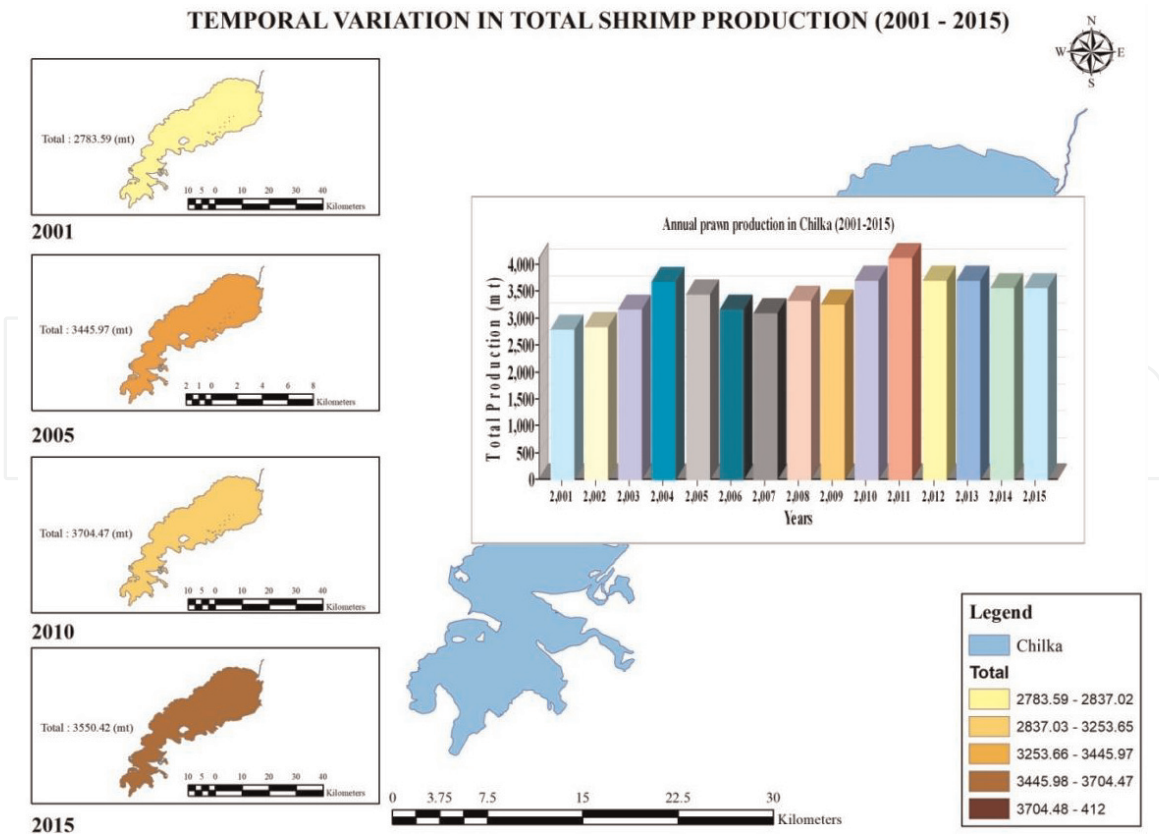 TEMPORAL VARIATION IN TOTAL SHRIMP PRODUCTION (2001 - 2015)
N
W E
S
Total : 2783.59 (mt)
10 5 0 10 20 30 40
Kilometers
2001
Total : 3445.97 (mt)
2 1 0 2 4 6 8
Kilometers
2005
Total : 3704.47 (mt)
10 5 0 10 20 30 40
Kilometers
2010
Total : 3550.42 (mt)
10 5 0 10 20 30 40
Kilometers
2015
Annual prawn production in Chilka (2001-2015)
Total Production (m t)
4,000
3,500
3,000
2,500
2,000
1,500
1,000
500
0
2,001 2,002 2,003 2,004 2,005 2,006 2,007 2,008 2,009 2,010 2,011 2,012 2,013 2,014 2,015
Years
0 3.75 7.5 15 22.5 30
Kilometers
Legend
Chilka
Total
2783.59 - 2837.02
2837.03 - 3253.65
3253.66 - 3445.97
3445.98 - 3704.47
3704.48 - 412